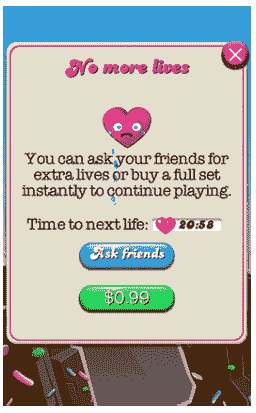 No more lives
You can ask your friends for
extra lives or buy a full set
instantly to continue playing.
Time to next life: 20:58
Ask friends
$0.99